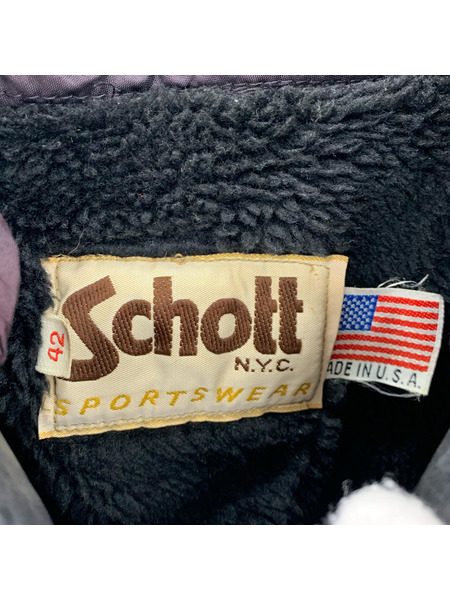 Schott
N.Y.C.
SPORTSWEAR
42
ADE IN U.S.A.